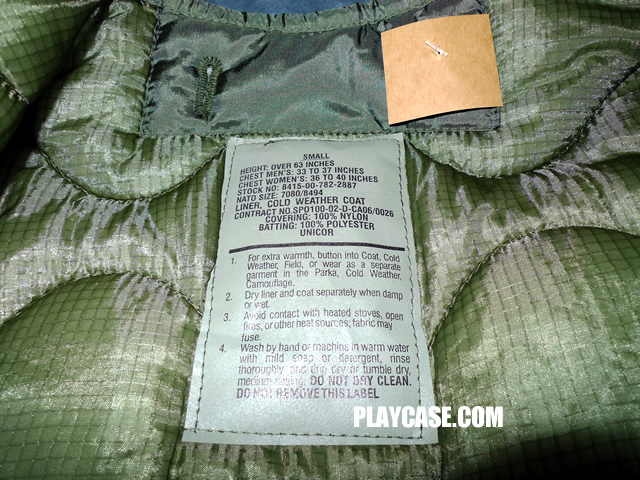 SMALL
HEIGHT: OVER 63 INCHES
CHEST MEN'S: 33 TO 37 INCHES
CHEST WOMEN'S: 36 TO 40 INCHES
STOCK NO: 8415-00-782-2887
NATO SIZE: 7080/8494
LINER, COLD WEATHER COAT
CONTRACT NO.SPO100-02-D-CA06/0026
COVERING: 100% NYLON
BATTING: 100% POLYESTER
UNICOR
1. For extra warmth, button into Coat, Cold
Weather, Field, or wear as a separate
garment in the Parka, Cold Weather,
Camouflage.
2. Dry liner and coat separately when damp
or wet.
3. Avoid contact with heated stoves, open
fires, or other heat sources; fabric may
fuse.
4. Wash by hand or machine in warm water
with mild soap or detergent, rinse
thoroughly and drip dry or tumble dry,
medium setting. DO NOT DRY CLEAN.
DO NOT REMOVE THIS LABEL
PLAYCASE.COM